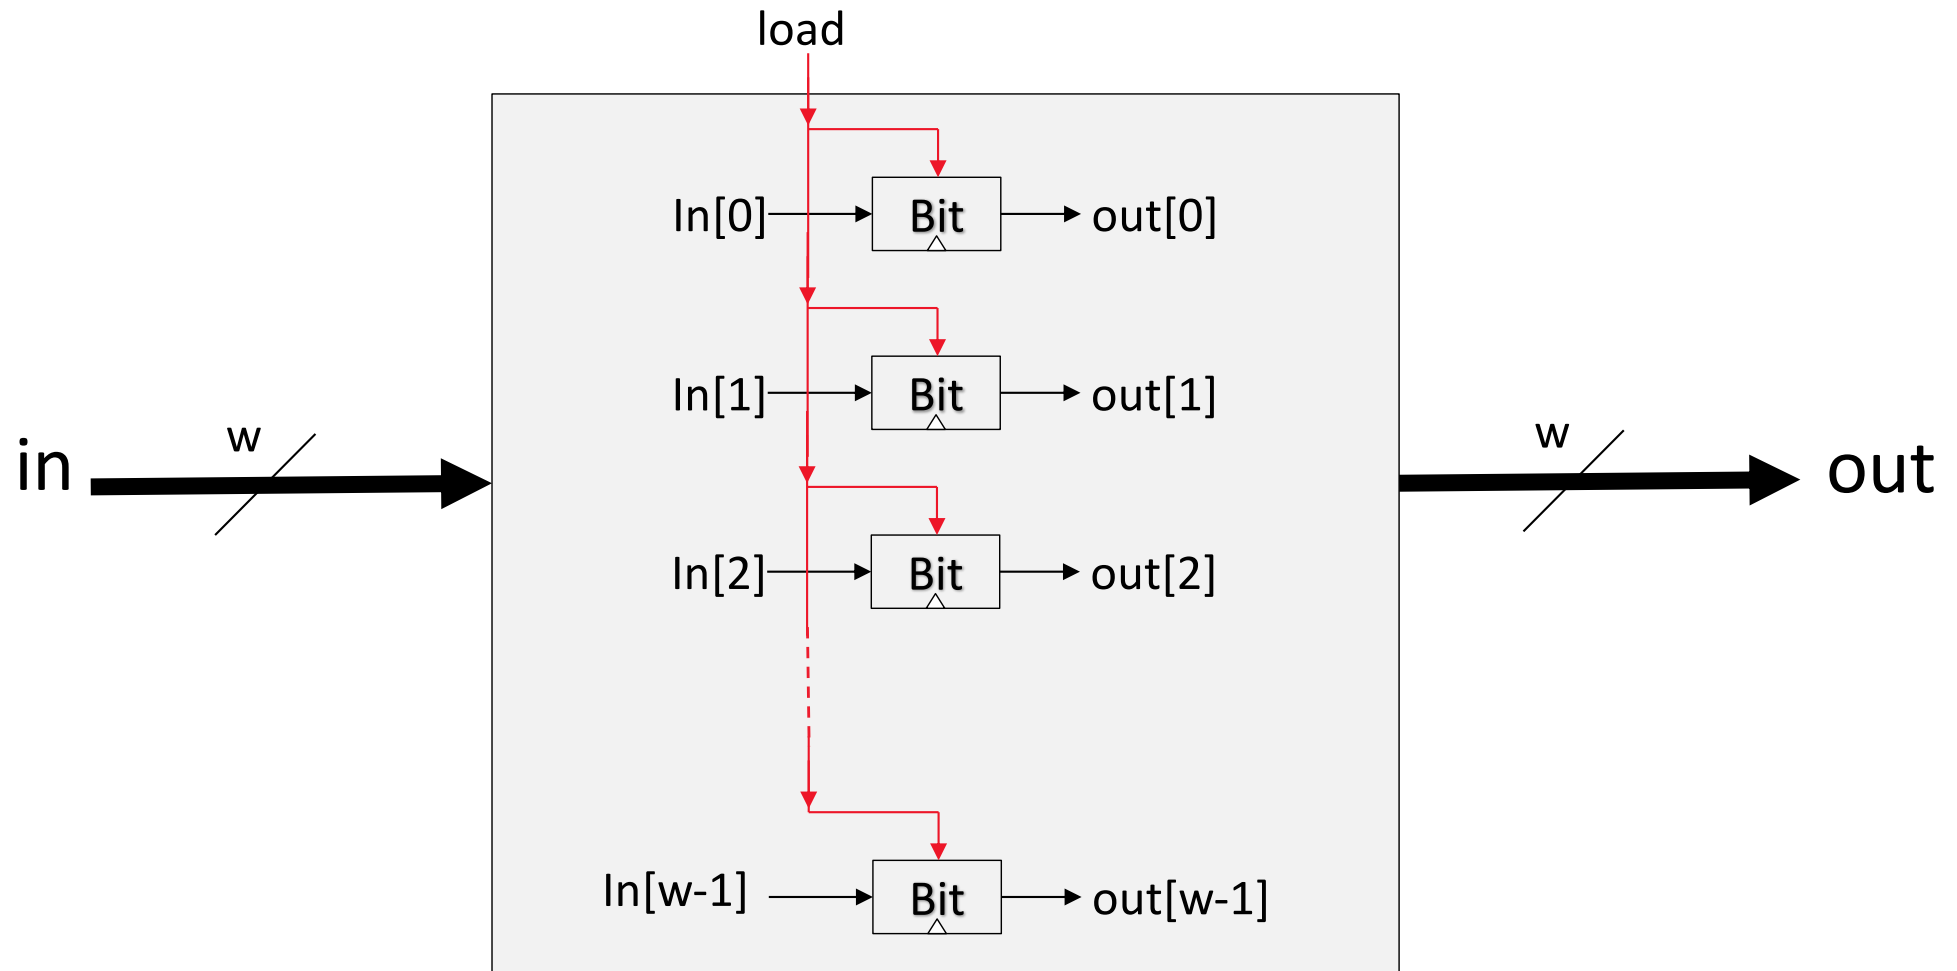 load
In[0] Bit out[0]
In[1] Bit out[1]
w w
in out
In[2] Bit out[2]
In[w-1] Bit out[w-1]